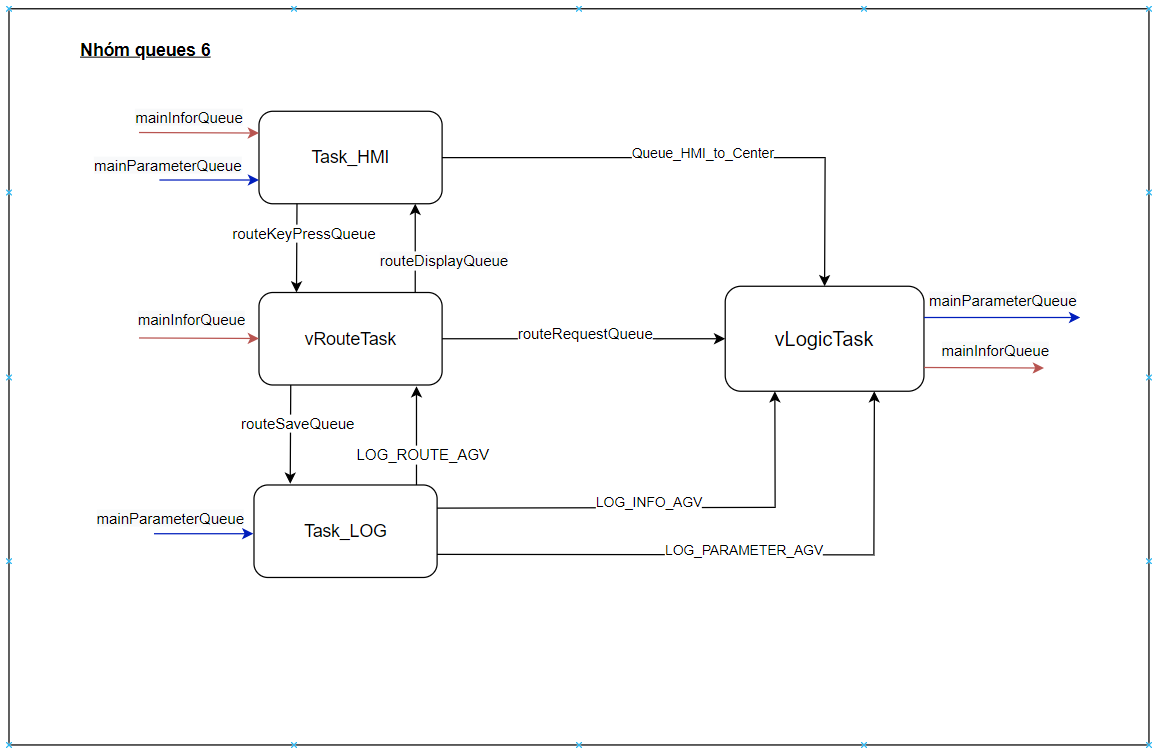 Nhóm queues 6
mainInforQueue
Task_HMI
Queue_HMI_to_Center
mainParameterQueue
routeKeyPressQueue
routeDisplayQueue
mainInforQueue
vRouteTask
routeRequestQueue
vLogicTask
mainParameterQueue
mainInforQueue
routeSaveQueue
LOG_ROUTE_AGV
mainParameterQueue
Task_LOG
LOG_INFO_AGV
LOG_PARAMETER_AGV